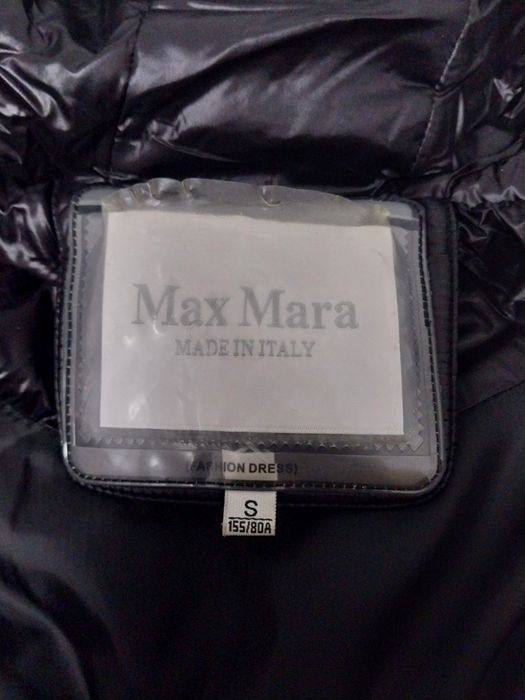 Max Mara
MADE IN ITALY
(FASHION DRESS)
S
155/80A